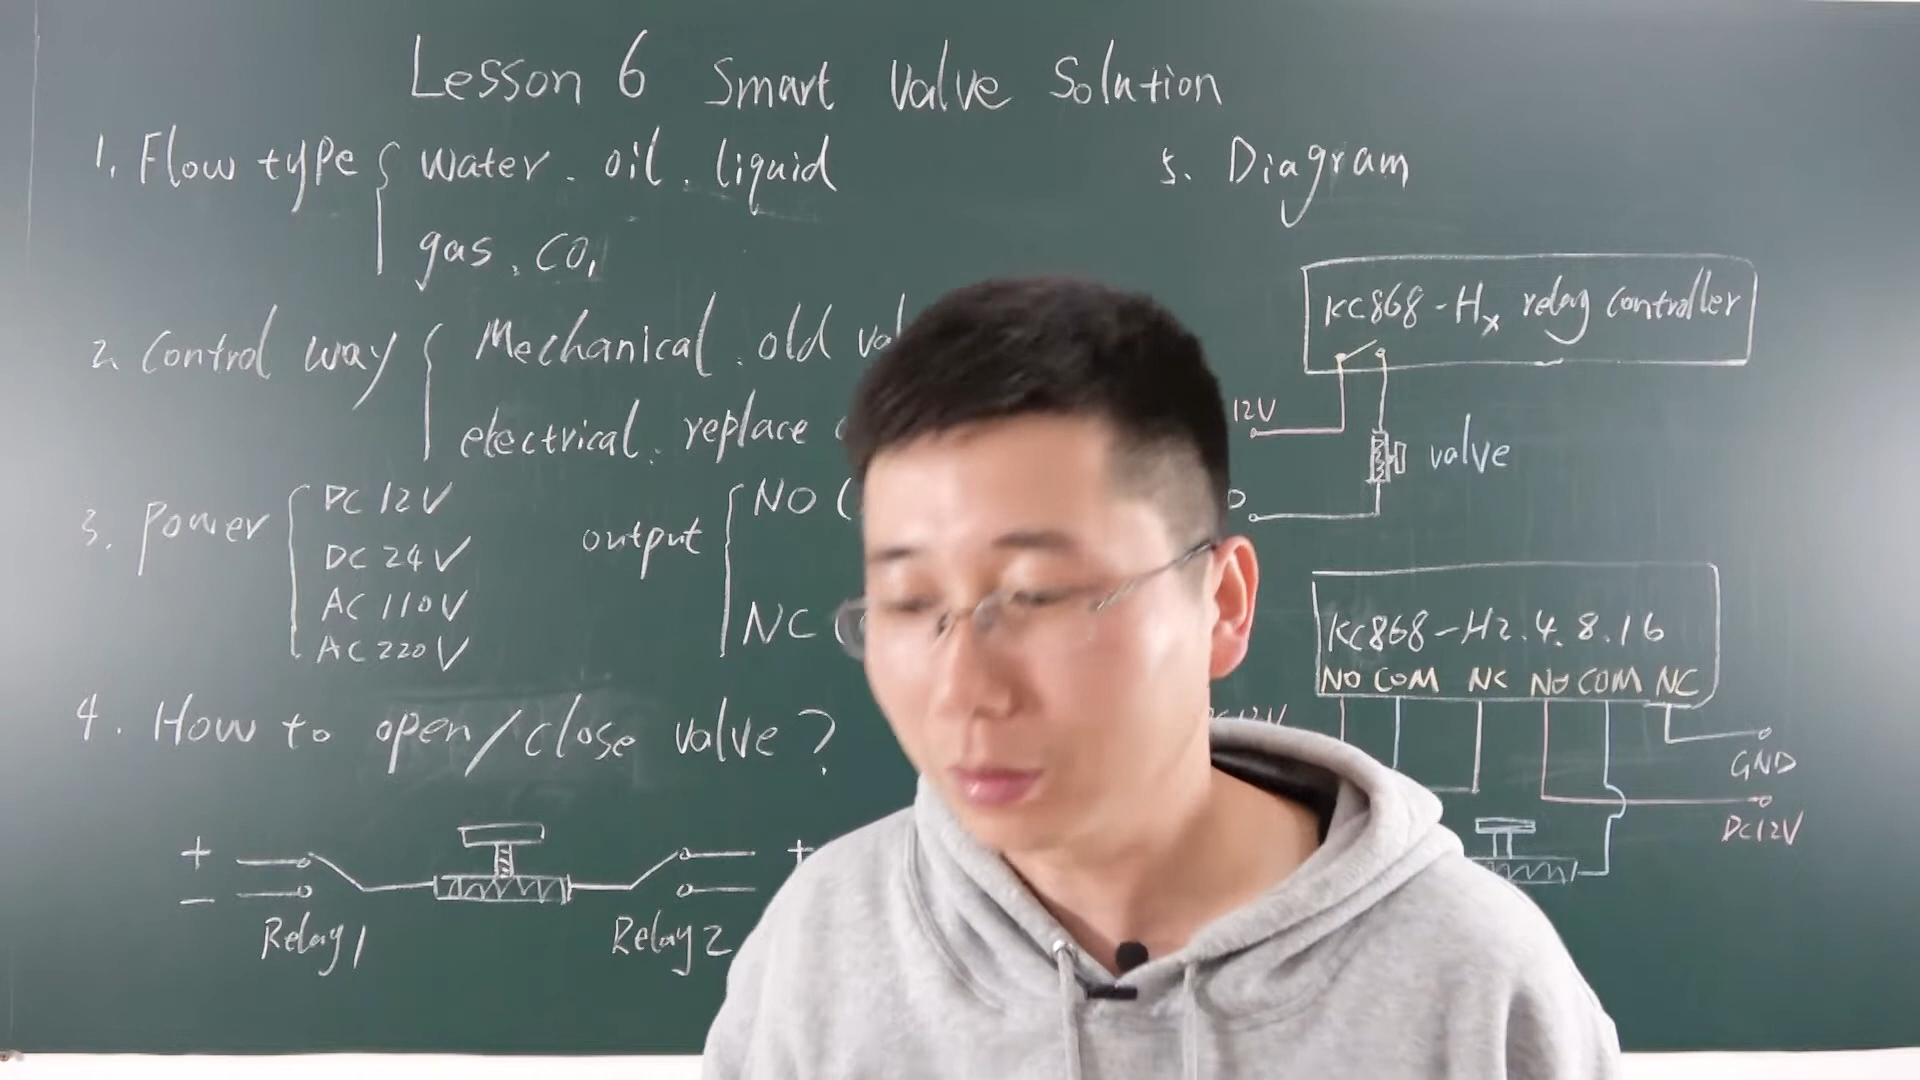 Lesson 6 Smart Valve Solution
1. Flow type
water. oil. liquid
gas. CO,
2. Control way
Mechanical. old
electrical. replace
3. power
DC 12V
DC 24V
AC 110V
AC 220V
output
NO (
NC (
4. How to open/close valve?
+
-
Relay 1
Relay 2
+
5. Diagram
KC868-Hx relay controller
12V
valve
KC868-H2.4.8.16
NO COM NC NO COM NC
GND
DC12V